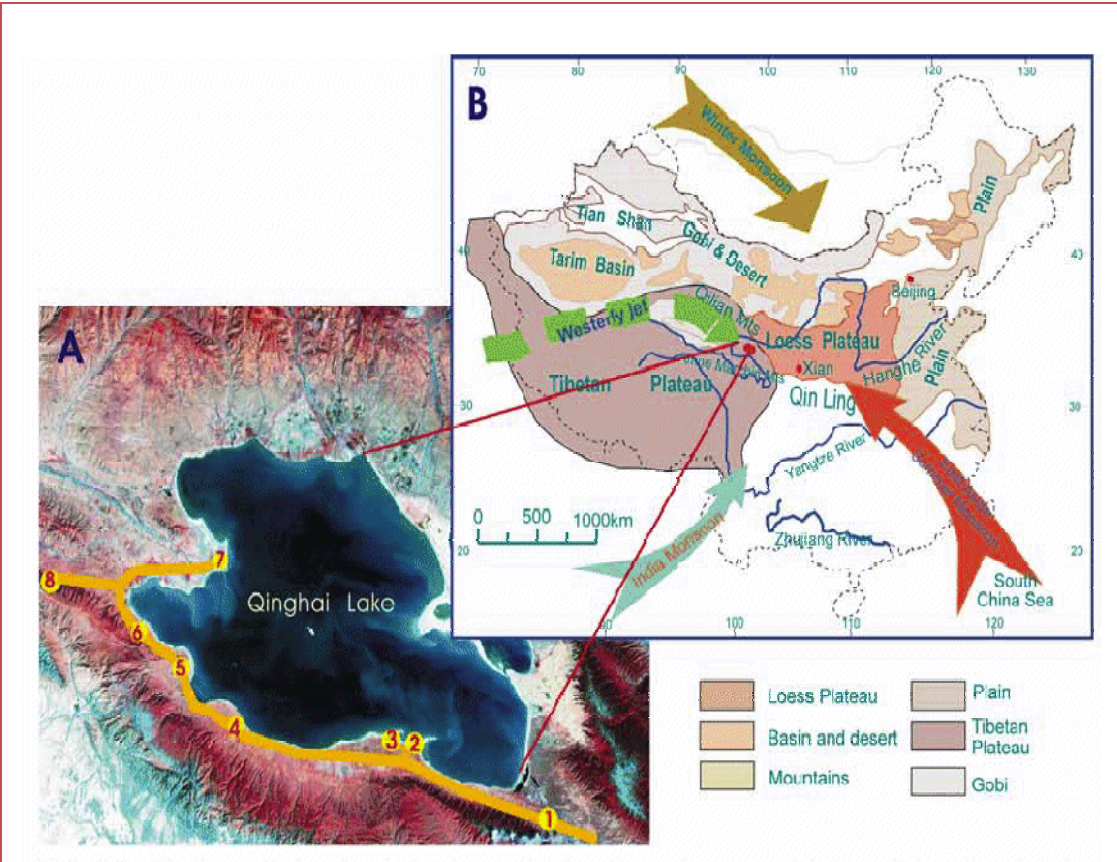 70 80 90 100 110 120 130
B
Winter Monsoon
Plain
Tian Shan
Gobi & Desert
40
40
Tarim Basin
Qilian Mts
Beijing
Westerly Jet
Loess Plateau
Xian
Hanghe River
Plain
Tibetan Plateau
Qin Ling
30
30
Yangtze River
0 500 1000km
India Monsoon
Zhujiang River
20
20
South
China Sea
90 100 110 120
A
7
8
Qinghai Lake
6
5
4
3 2
1
Loess Plateau
Plain
Basin and desert
Tibetan
Plateau
Mountains
Gobi